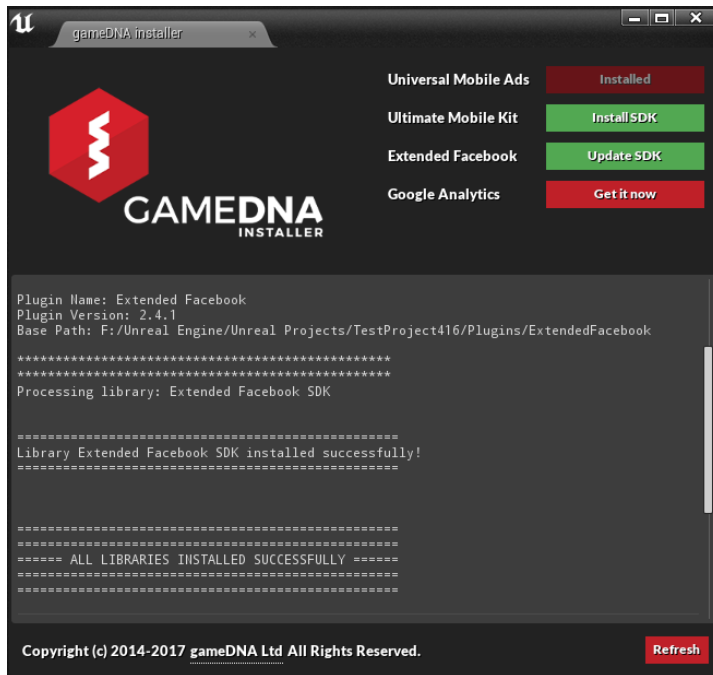 gameDNA installer
Universal Mobile Ads Installed
Ultimate Mobile Kit Install SDK
Extended Facebook Update SDK
Google Analytics Get it now
GAMEDNA
INSTALLER
Plugin Name: Extended Facebook
Plugin Version: 2.4.1
Base Path: F:/Unreal Engine/Unreal Projects/TestProject416/Plugins/ExtendedFacebook
*************************************************
*************************************************
Processing library: Extended Facebook SDK
==================================================
Library Extended Facebook SDK installed successfully!
==================================================
==================================================
==================================================
====== ALL LIBRARIES INSTALLED SUCCESSFULLY ======
==================================================
==================================================
Copyright (c) 2014-2017 gameDNA Ltd All Rights Reserved.
Refresh